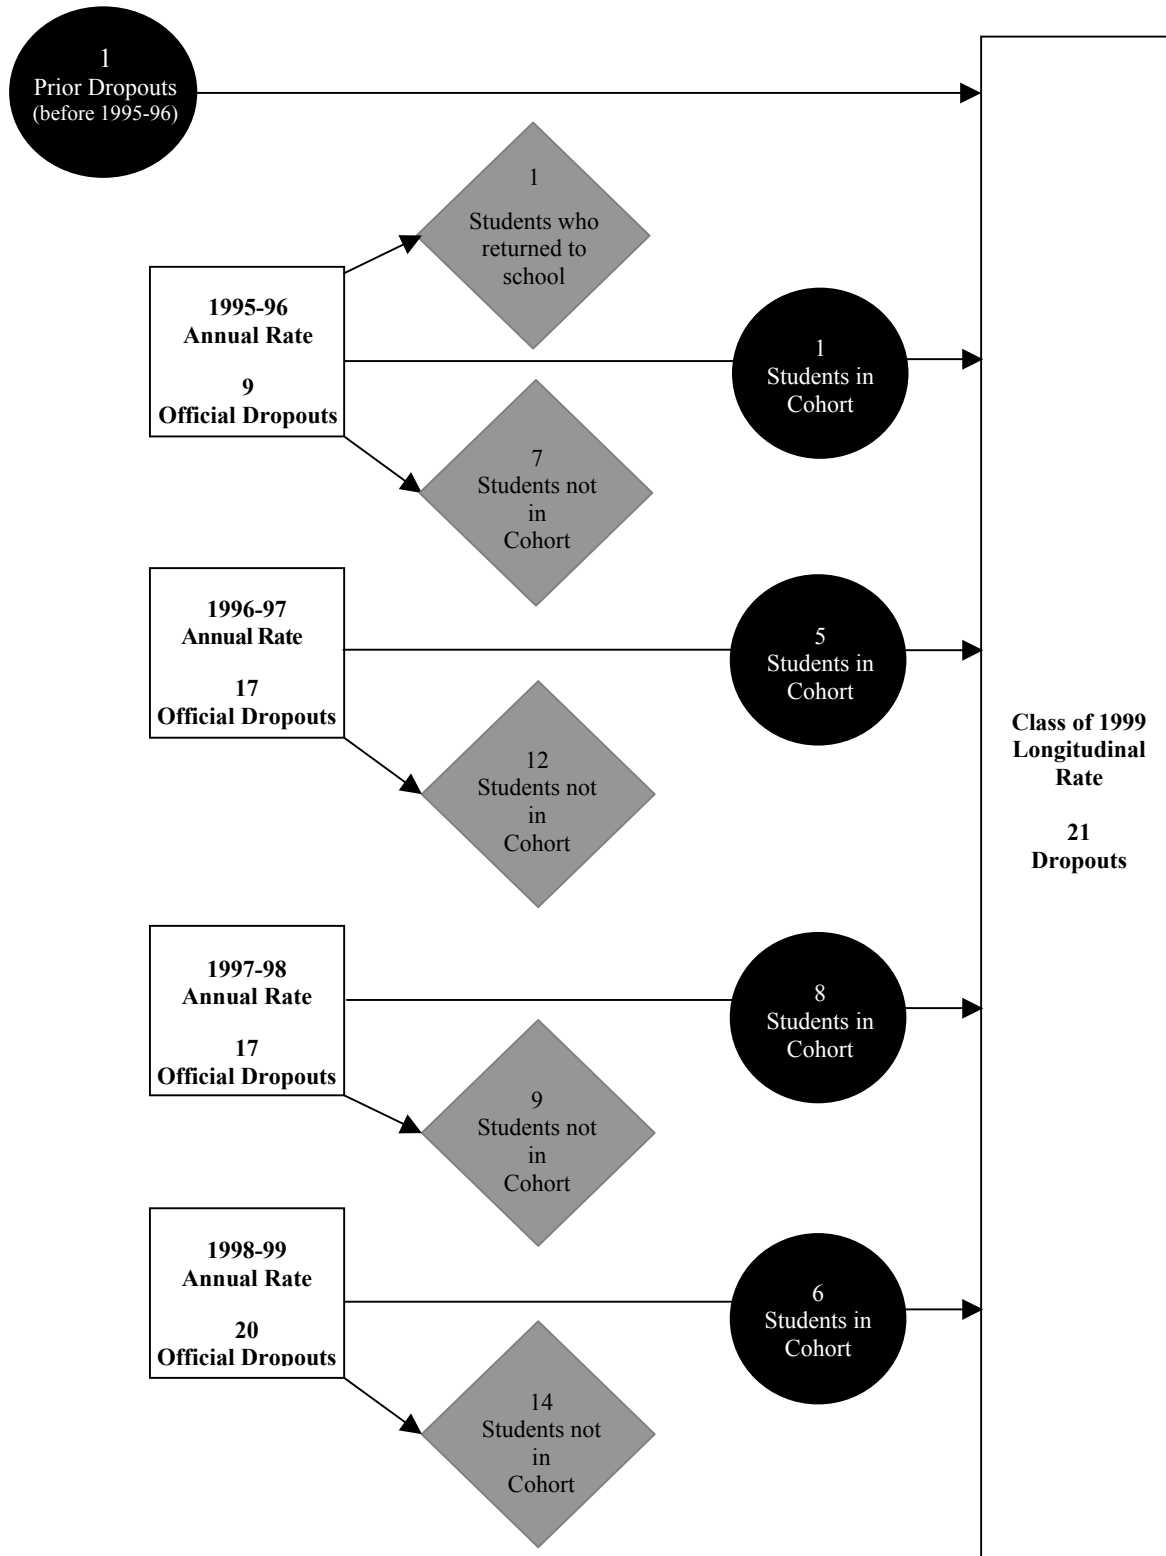 1
Prior Dropouts
(before 1995-96)
1
Students who
returned to
school
1995-96
Annual Rate
9
Official Dropouts
1
Students in
Cohort
7
Students not
in
Cohort
1996-97
Annual Rate
17
Official Dropouts
5
Students in
Cohort
12
Students not
in
Cohort
Class of 1999
Longitudinal
Rate
21
Dropouts
1997-98
Annual Rate
17
Official Dropouts
8
Students in
Cohort
9
Students not
in
Cohort
1998-99
Annual Rate
20
Official Dropouts
6
Students in
Cohort
14
Students not
in
Cohort